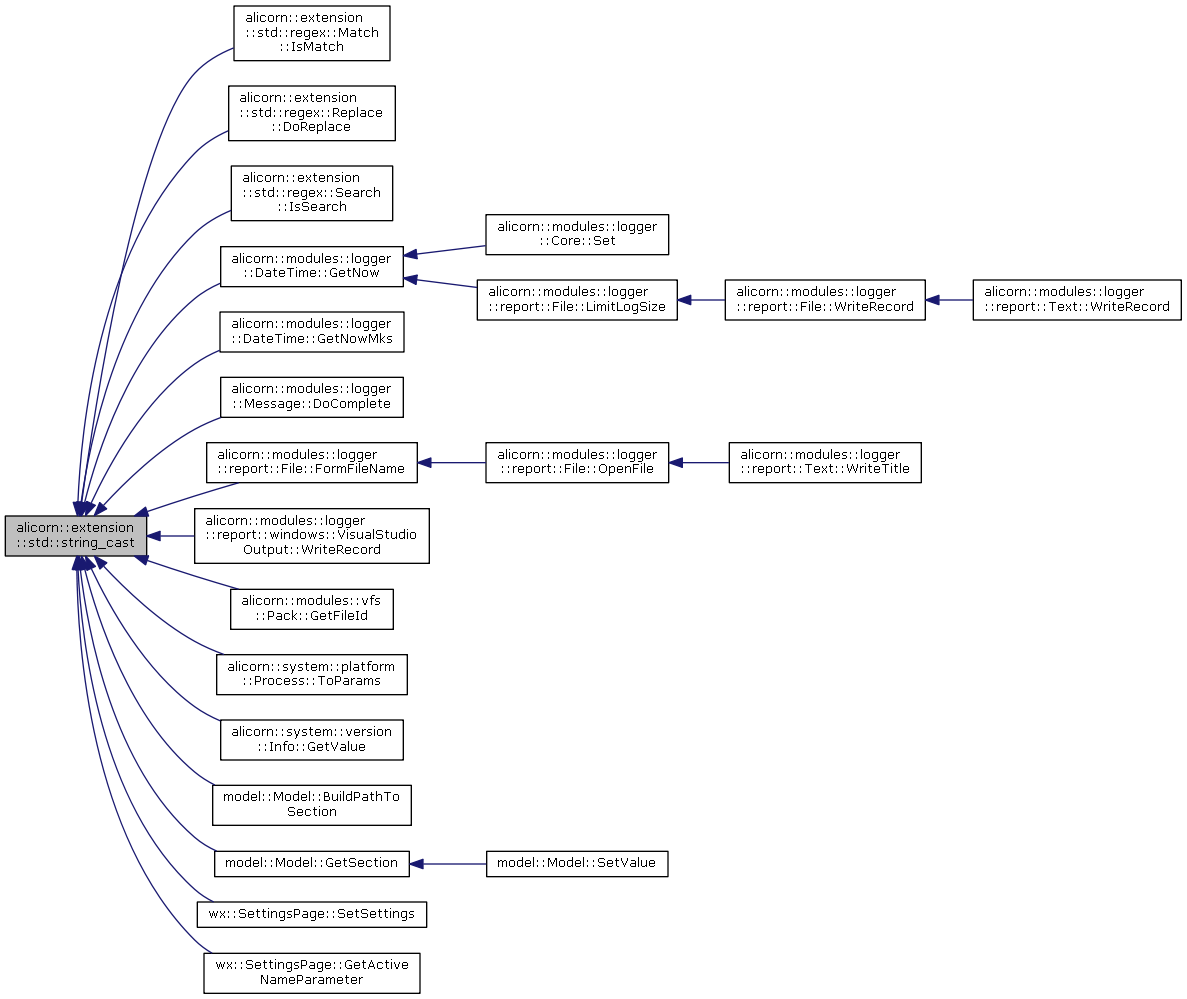 alicorn::extension
::std::regex::Match
::IsMatch
alicorn::extension
::std::regex::Replace
::DoReplace
alicorn::extension
::std::regex::Search
::IsSearch
alicorn::modules::logger
::DateTime::GetNow
alicorn::modules::logger
::Core::Set
alicorn::modules::logger
::report::File::LimitLogSize
alicorn::modules::logger
::report::File::WriteRecord
alicorn::modules::logger
::report::Text::WriteRecord
alicorn::modules::logger
::DateTime::GetNowMks
alicorn::modules::logger
::Message::DoComplete
alicorn::modules::logger
::report::File::FormFileName
alicorn::modules::logger
::report::File::OpenFile
alicorn::modules::logger
::report::Text::WriteTitle
alicorn::extension
::std::string_cast
alicorn::modules::logger
::report::windows::VisualStudio
Output::WriteRecord
alicorn::modules::vfs
::Pack::GetFileId
alicorn::system::platform
::Process::ToParams
alicorn::system::version
::Info::GetValue
model::Model::BuildPathTo
Section
model::Model::GetSection
model::Model::SetValue
wx::SettingsPage::SetSettings
wx::SettingsPage::GetActive
NameParameter